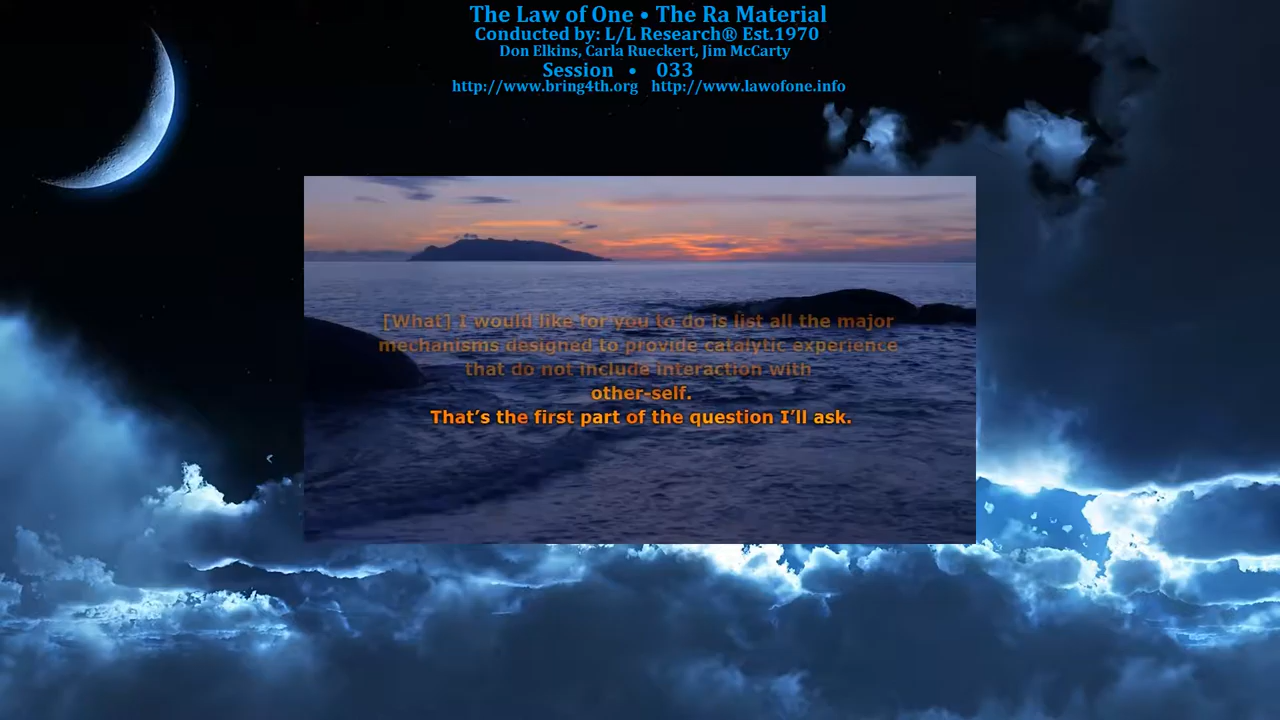 The Law of One • The Ra Material
Conducted by: L/L Research® Est.1970
Don Elkins, Carla Rueckert, Jim McCarty
Session • 033
http://www.bring4th.org http://www.lawofone.info
[What] I would like for you to do is list all the major
mechanisms designed to provide catalytic experience
that do not include interaction with
other-self.
That’s the first part of the question I’ll ask.